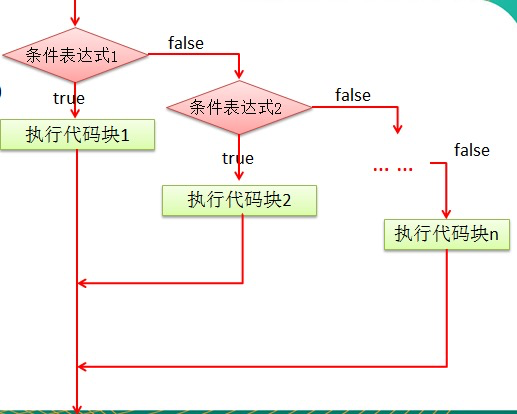 false
条件表达式1
true
false
条件表达式2
执行代码块1
true
false
... ...
执行代码块2
执行代码块n